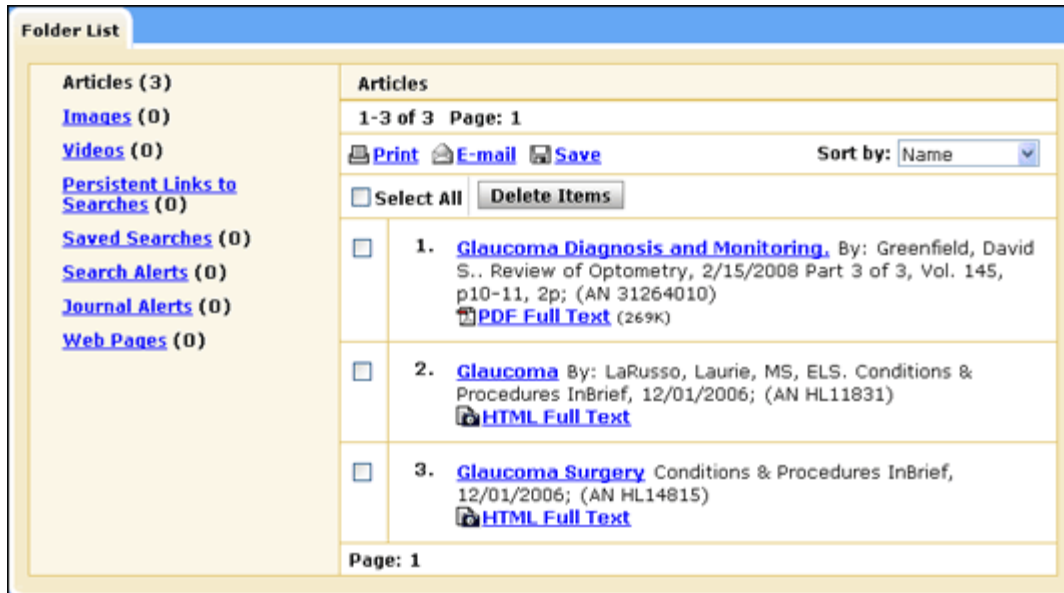 Folder List
Articles (3)
Images (0)
Videos (0)
Persistent Links to
Searches (0)
Saved Searches (0)
Search Alerts (0)
Journal Alerts (0)
Web Pages (0)
Articles
1-3 of 3 Page: 1
Print E-mail Save Sort by: Name
Select All Delete Items
1. Glaucoma Diagnosis and Monitoring. By: Greenfield, David
S.. Review of Optometry, 2/15/2008 Part 3 of 3, Vol. 145,
p10-11, 2p; (AN 31264010)
PDF Full Text (269K)
2. Glaucoma By: LaRusso, Laurie, MS, ELS. Conditions &
Procedures InBrief, 12/01/2006; (AN HL11831)
HTML Full Text
3. Glaucoma Surgery Conditions & Procedures InBrief,
12/01/2006; (AN HL14815)
HTML Full Text
Page: 1